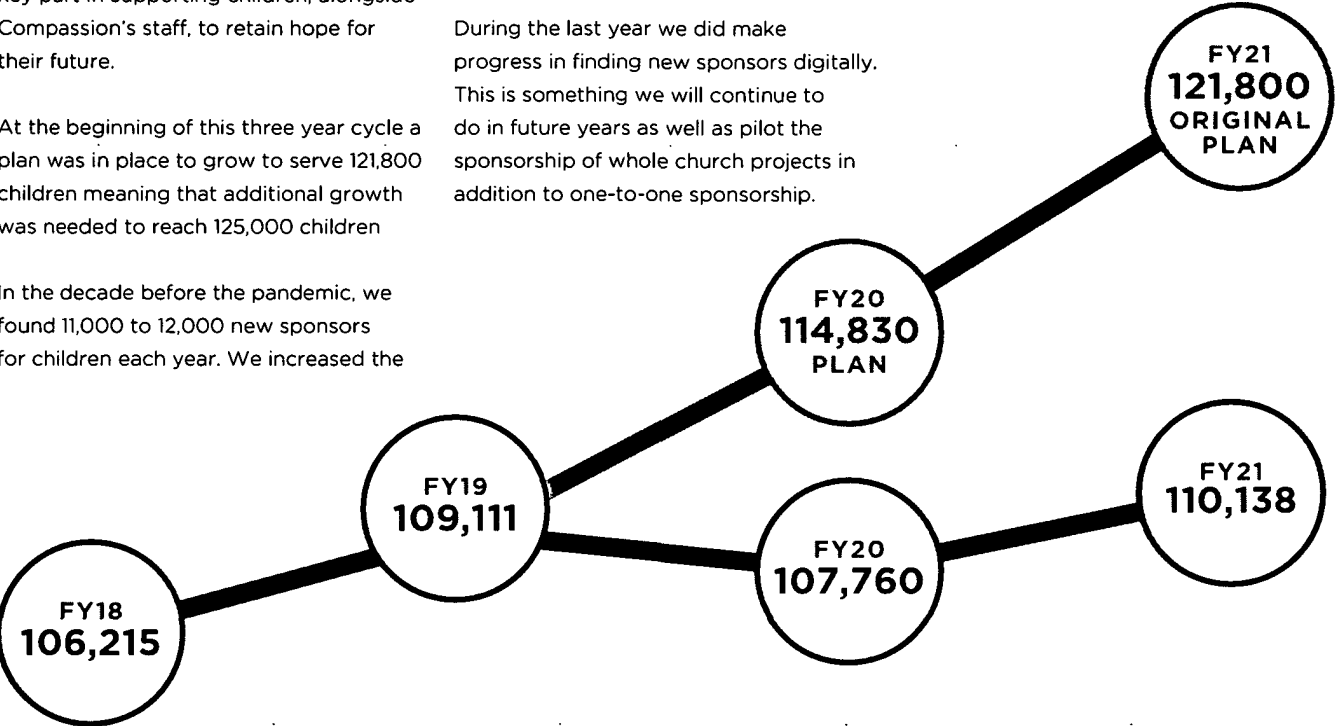 Compassion's staff, to retain hope for
their future.
At the beginning of this three year cycle a
plan was in place to grow to serve 121,800
children meaning that additional growth
was needed to reach 125,000 children
In the decade before the pandemic, we
found 11,000 to 12,000 new sponsors
for children each year. We increased the
During the last year we did make
progress in finding new sponsors digitally.
This is something we will continue to
do in future years as well as pilot the
sponsorship of whole church projects in
addition to one-to-one sponsorship.
FY18
106,215
FY19
109,111
FY20
114,830
PLAN
FY21
121,800
ORIGINAL
PLAN
FY20
107,760
FY21
110,138